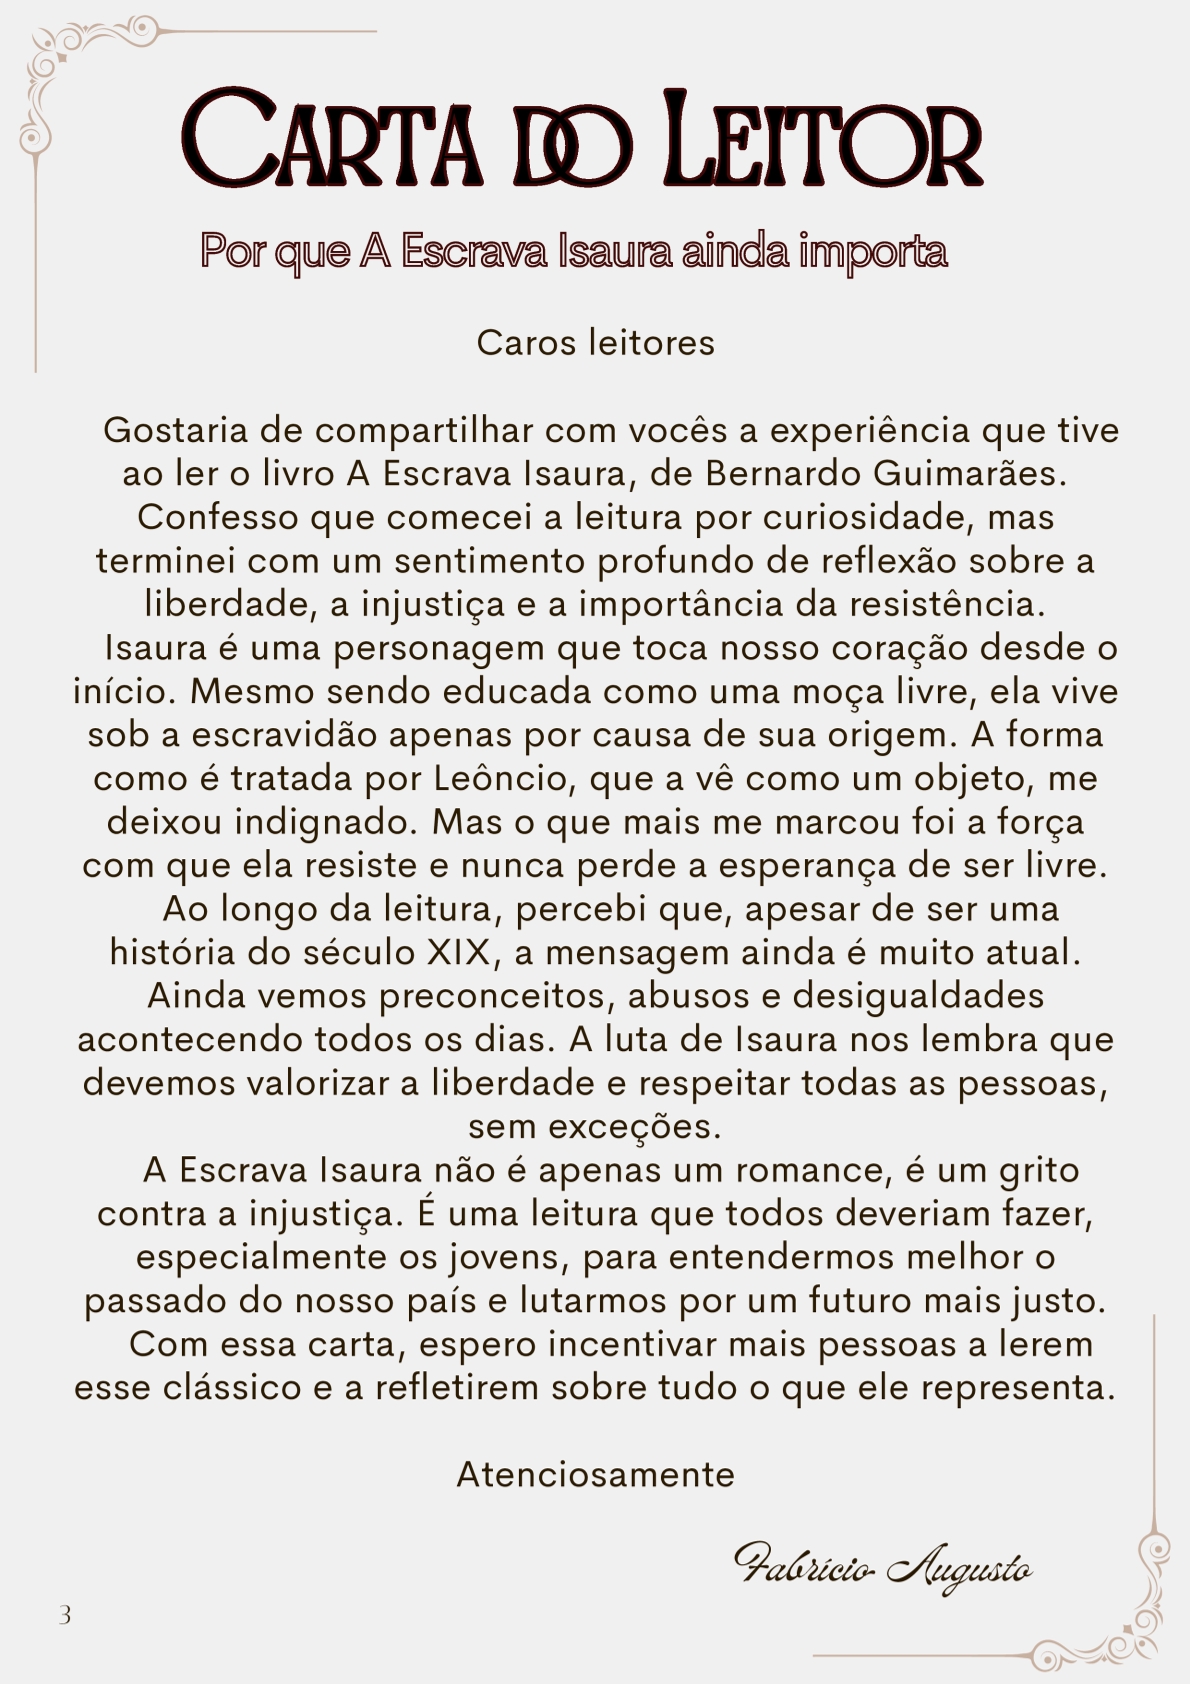 Carta do Leitor
Por que A Escrava Isaura ainda importa
Caros leitores
Gostaria de compartilhar com vocês a experiência que tive
ao ler o livro A Escrava Isaura, de Bernardo Guimarães.
Confesso que comecei a leitura por curiosidade, mas
terminei com um sentimento profundo de reflexão sobre a
liberdade, a injustiça e a importância da resistência.
Isaura é uma personagem que toca nosso coração desde o
início. Mesmo sendo educada como uma moça livre, ela vive
sob a escravidão apenas por causa de sua origem. A forma
como é tratada por Leôncio, que a vê como um objeto, me
deixou indignado. Mas o que mais me marcou foi a força
com que ela resiste e nunca perde a esperança de ser livre.
Ao longo da leitura, percebi que, apesar de ser uma
história do século XIX, a mensagem ainda é muito atual.
Ainda vemos preconceitos, abusos e desigualdades
acontecendo todos os dias. A luta de Isaura nos lembra que
devemos valorizar a liberdade e respeitar todas as pessoas,
sem exceções.
A Escrava Isaura não é apenas um romance, é um grito
contra a injustiça. É uma leitura que todos deveriam fazer,
especialmente os jovens, para entendermos melhor o
passado do nosso país e lutarmos por um futuro mais justo.
Com essa carta, espero incentivar mais pessoas a lerem
esse clássico e a refletirem sobre tudo o que ele representa.
Atenciosamente
Fabrício Augusto
3